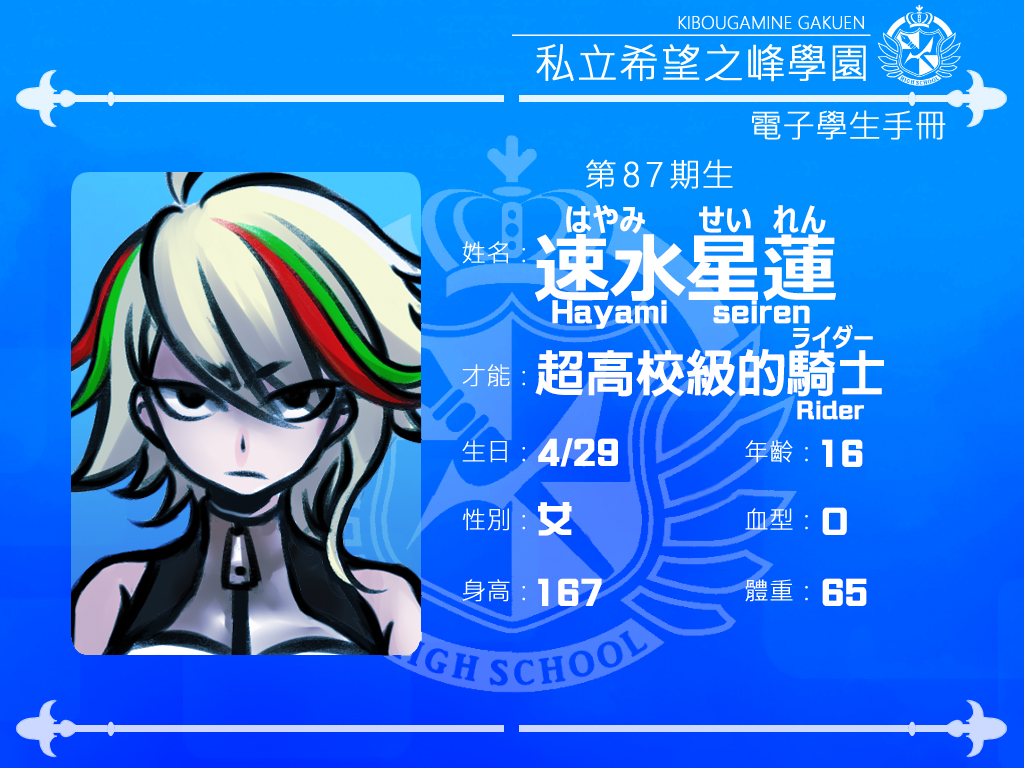 KIBOUGAMINE GAKUEN
私立希望之峰學園
HIGH SCHOOL
電子學生手冊
第87期生
はやみ せい れん
姓名：速水星蓮
Hayami seiren
ライダー
才能：超高校級的騎士
Rider
生日：4/29 年齡：16
性別：女 血型：O
身高：167 體重：65
HIGH SCHOOL